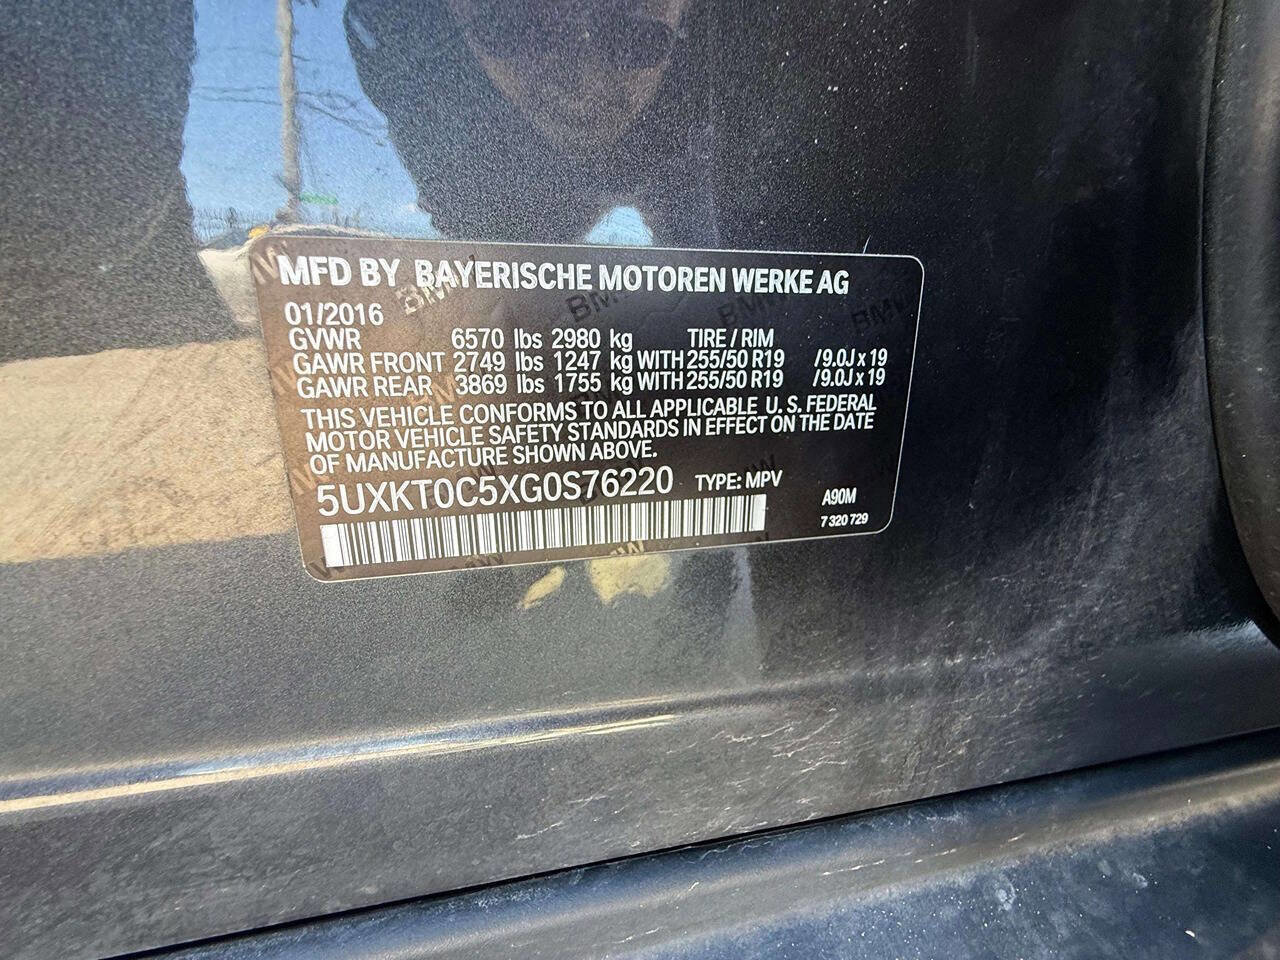 MFD BY BAYERISCHE MOTOREN WERKE AG
01/2016
GVWR 6570 lbs 2980 kg TIRE / RIM
GAWR FRONT 2749 lbs 1247 kg WITH 255/50 R19 /9.0J x 19
GAWR REAR 3869 lbs 1755 kg WITH 255/50 R19 /9.0J x 19
THIS VEHICLE CONFORMS TO ALL APPLICABLE U. S. FEDERAL
MOTOR VEHICLE SAFETY STANDARDS IN EFFECT ON THE DATE
OF MANUFACTURE SHOWN ABOVE.
5UXKT0C5XG0S76220 TYPE: MPV
A90M
7 320 729